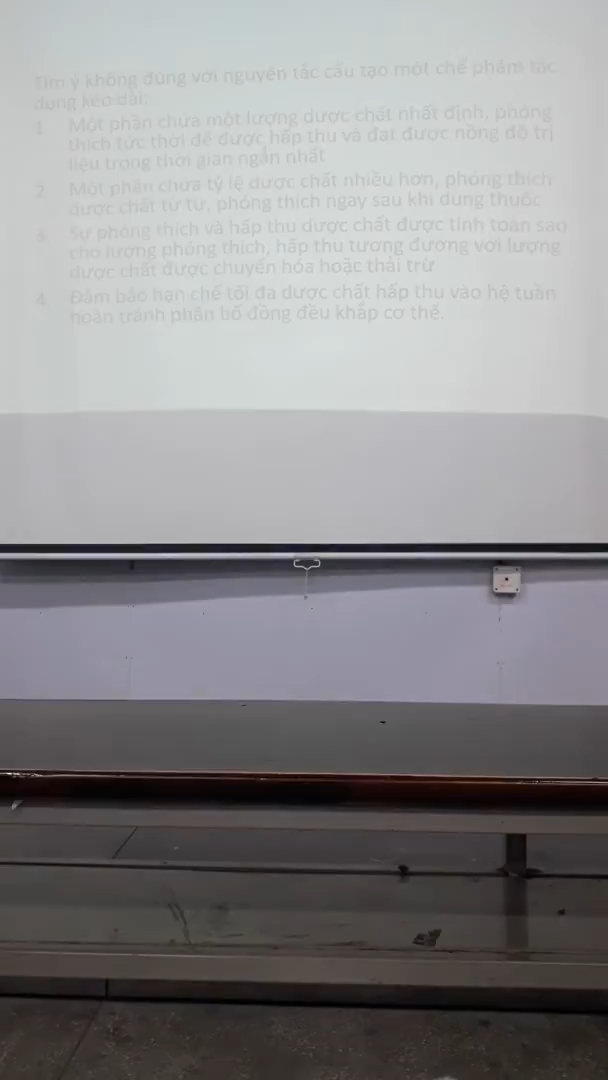 Tìm ý không đúng với nguyên tắc cấu tạo một chế phẩm tác
dụng kéo dài:
1 Một phần chứa một lượng dược chất nhất định, phóng
thích tức thời để được hấp thu và đạt được nồng độ trị
liệu trong thời gian ngắn nhất
2 Một phần chứa tỷ lệ dược chất nhiều hơn, phóng thích
dược chất từ từ, phóng thích ngay sau khi dùng thuốc
3 Sự phóng thích và hấp thu dược chất được tính toán sao
cho lượng phóng thích, hấp thu tương đương với lượng
dược chất được chuyển hóa hoặc thải trừ
4 Đảm bảo hạn chế tối đa dược chất hấp thu vào hệ tuần
hoàn tránh phân bố đồng đều khắp cơ thể.